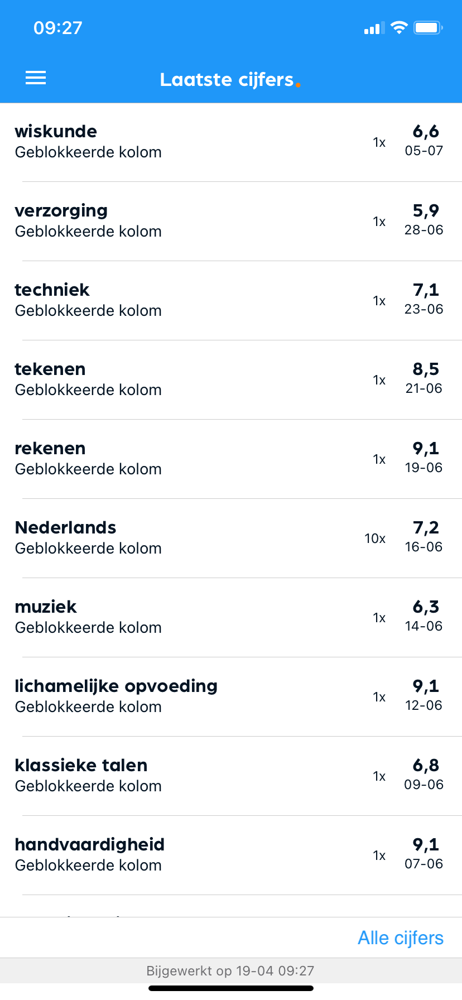 09:27
Laatste cijfers.
wiskunde
Geblokkeerde kolom
1x
6,6
05-07
verzorging
Geblokkeerde kolom
1x
5,9
28-06
techniek
Geblokkeerde kolom
1x
7,1
23-06
tekenen
Geblokkeerde kolom
1x
8,5
21-06
rekenen
Geblokkeerde kolom
1x
9,1
19-06
Nederlands
Geblokkeerde kolom
10x
7,2
16-06
muziek
Geblokkeerde kolom
1x
6,3
14-06
lichamelijke opvoeding
Geblokkeerde kolom
1x
9,1
12-06
klassieke talen
Geblokkeerde kolom
1x
6,8
09-06
handvaardigheid
Geblokkeerde kolom
1x
9,1
07-06
Alle cijfers
Bijgewerkt op 19-04 09:27